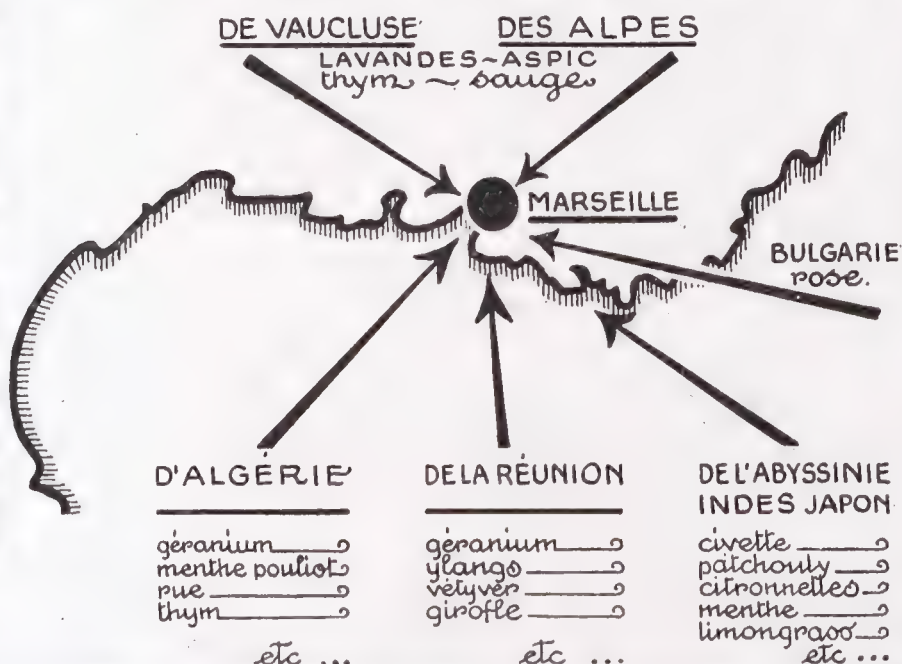 DE VAUCLUSE
DES ALPES
LAVANDES~ASPIC
thym ~ sauge
MARSEILLE
BULGARIE
rose.
D'ALGÉRIE
géranium
menthe pouliot
rue
thym
etc ...
DE LA RÉUNION
géranium
ylangs
vétyver
girofle
etc ...
DE L'ABYSSINIE
INDES JAPON
civette
patchouly
citronnelles
menthe
limongrass
etc ...